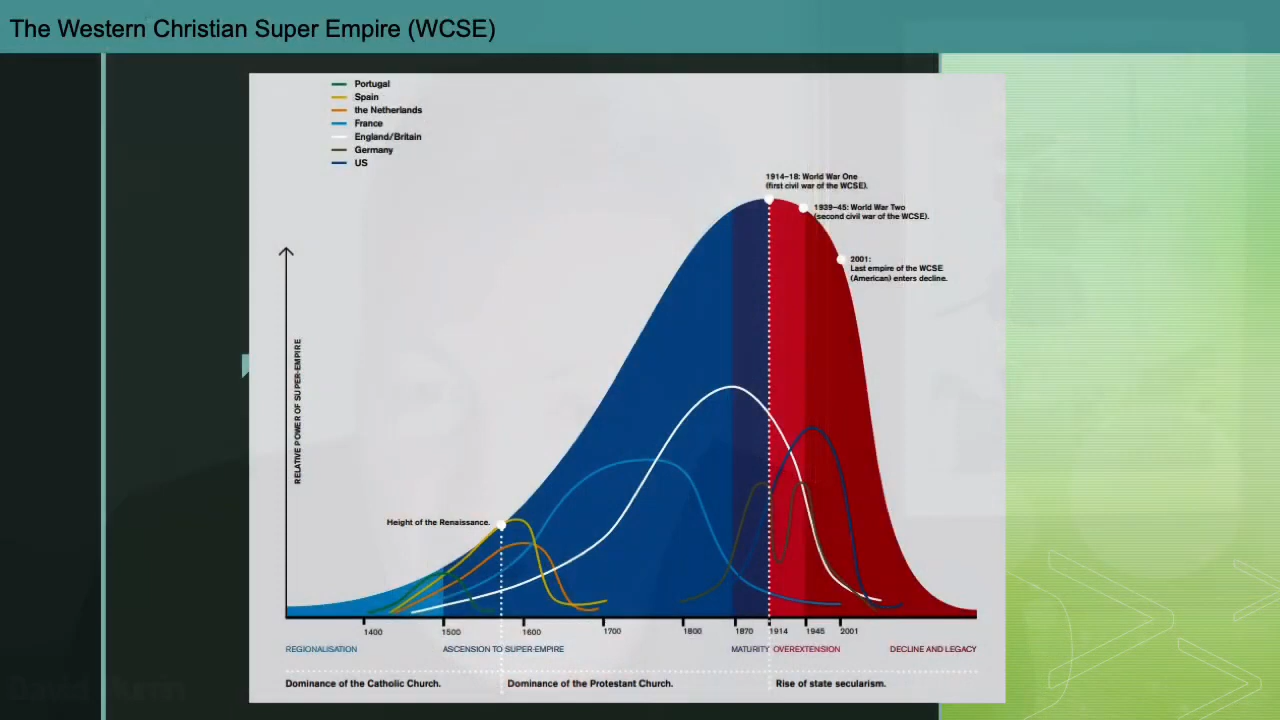 The Western Christian Super Empire (WCSE)
Portugal
Spain
the Netherlands
France
England/Britain
Germany
US
1914–18: World War One
(first civil war of the WCSE).
1939–45: World War Two
(second civil war of the WCSE).
2001:
Last empire of the WCSE
(American) enters decline.
RELATIVE POWER OF SUPER-EMPIRE
Height of the Renaissance.
1400 1500 1600 1700 1800 1870 1914 1945 2001
REGIONALISATION ASCENSION TO SUPER-EMPIRE MATURITY OVEREXTENSION DECLINE AND LEGACY
Dominance of the Catholic Church. Dominance of the Protestant Church. Rise of state secularism.